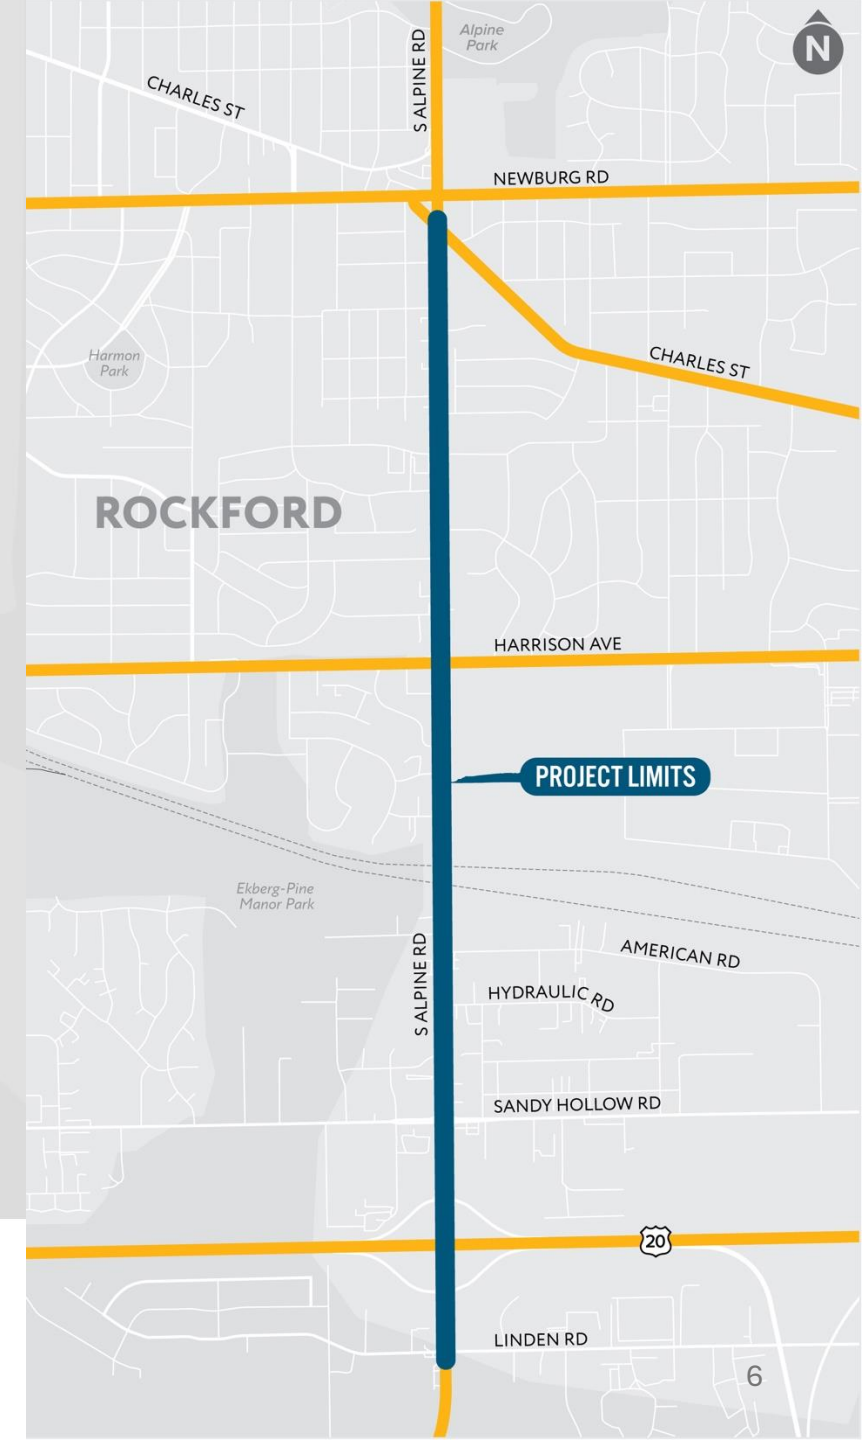 Alpine
Park
N
S ALPINE RD
CHARLES ST
NEWBURG RD
Harmon
Park
CHARLES ST
ROCKFORD
HARRISON AVE
PROJECT LIMITS
Ekberg-Pine
Manor Park
S ALPINE RD
AMERICAN RD
HYDRAULIC RD
SANDY HOLLOW RD
20
LINDEN RD
6